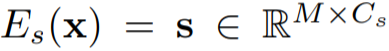 E_s(𝐱) = 𝐬 ∈ ℝ^{M×C_s}